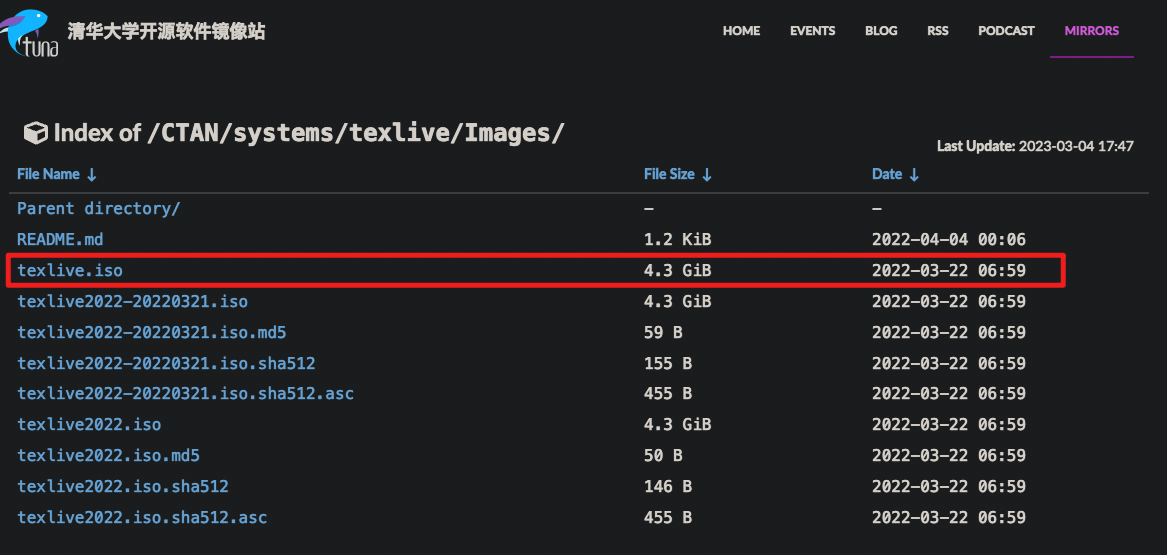 tuna 清华大学开源软件镜像站 HOME EVENTS BLOG RSS PODCAST MIRRORS
Index of /CTAN/systems/texlive/Images/
Last Update: 2023-03-04 17:47
File Name ↓ File Size ↓ Date ↓
Parent directory/ — —
README.md 1.2 KiB 2022-04-04 00:06
texlive.iso 4.3 GiB 2022-03-22 06:59
texlive2022-20220321.iso 4.3 GiB 2022-03-22 06:59
texlive2022-20220321.iso.md5 59 B 2022-03-22 06:59
texlive2022-20220321.iso.sha512 155 B 2022-03-22 06:59
texlive2022-20220321.iso.sha512.asc 455 B 2022-03-22 06:59
texlive2022.iso 4.3 GiB 2022-03-22 06:59
texlive2022.iso.md5 50 B 2022-03-22 06:59
texlive2022.iso.sha512 146 B 2022-03-22 06:59
texlive2022.iso.sha512.asc 455 B 2022-03-22 06:59